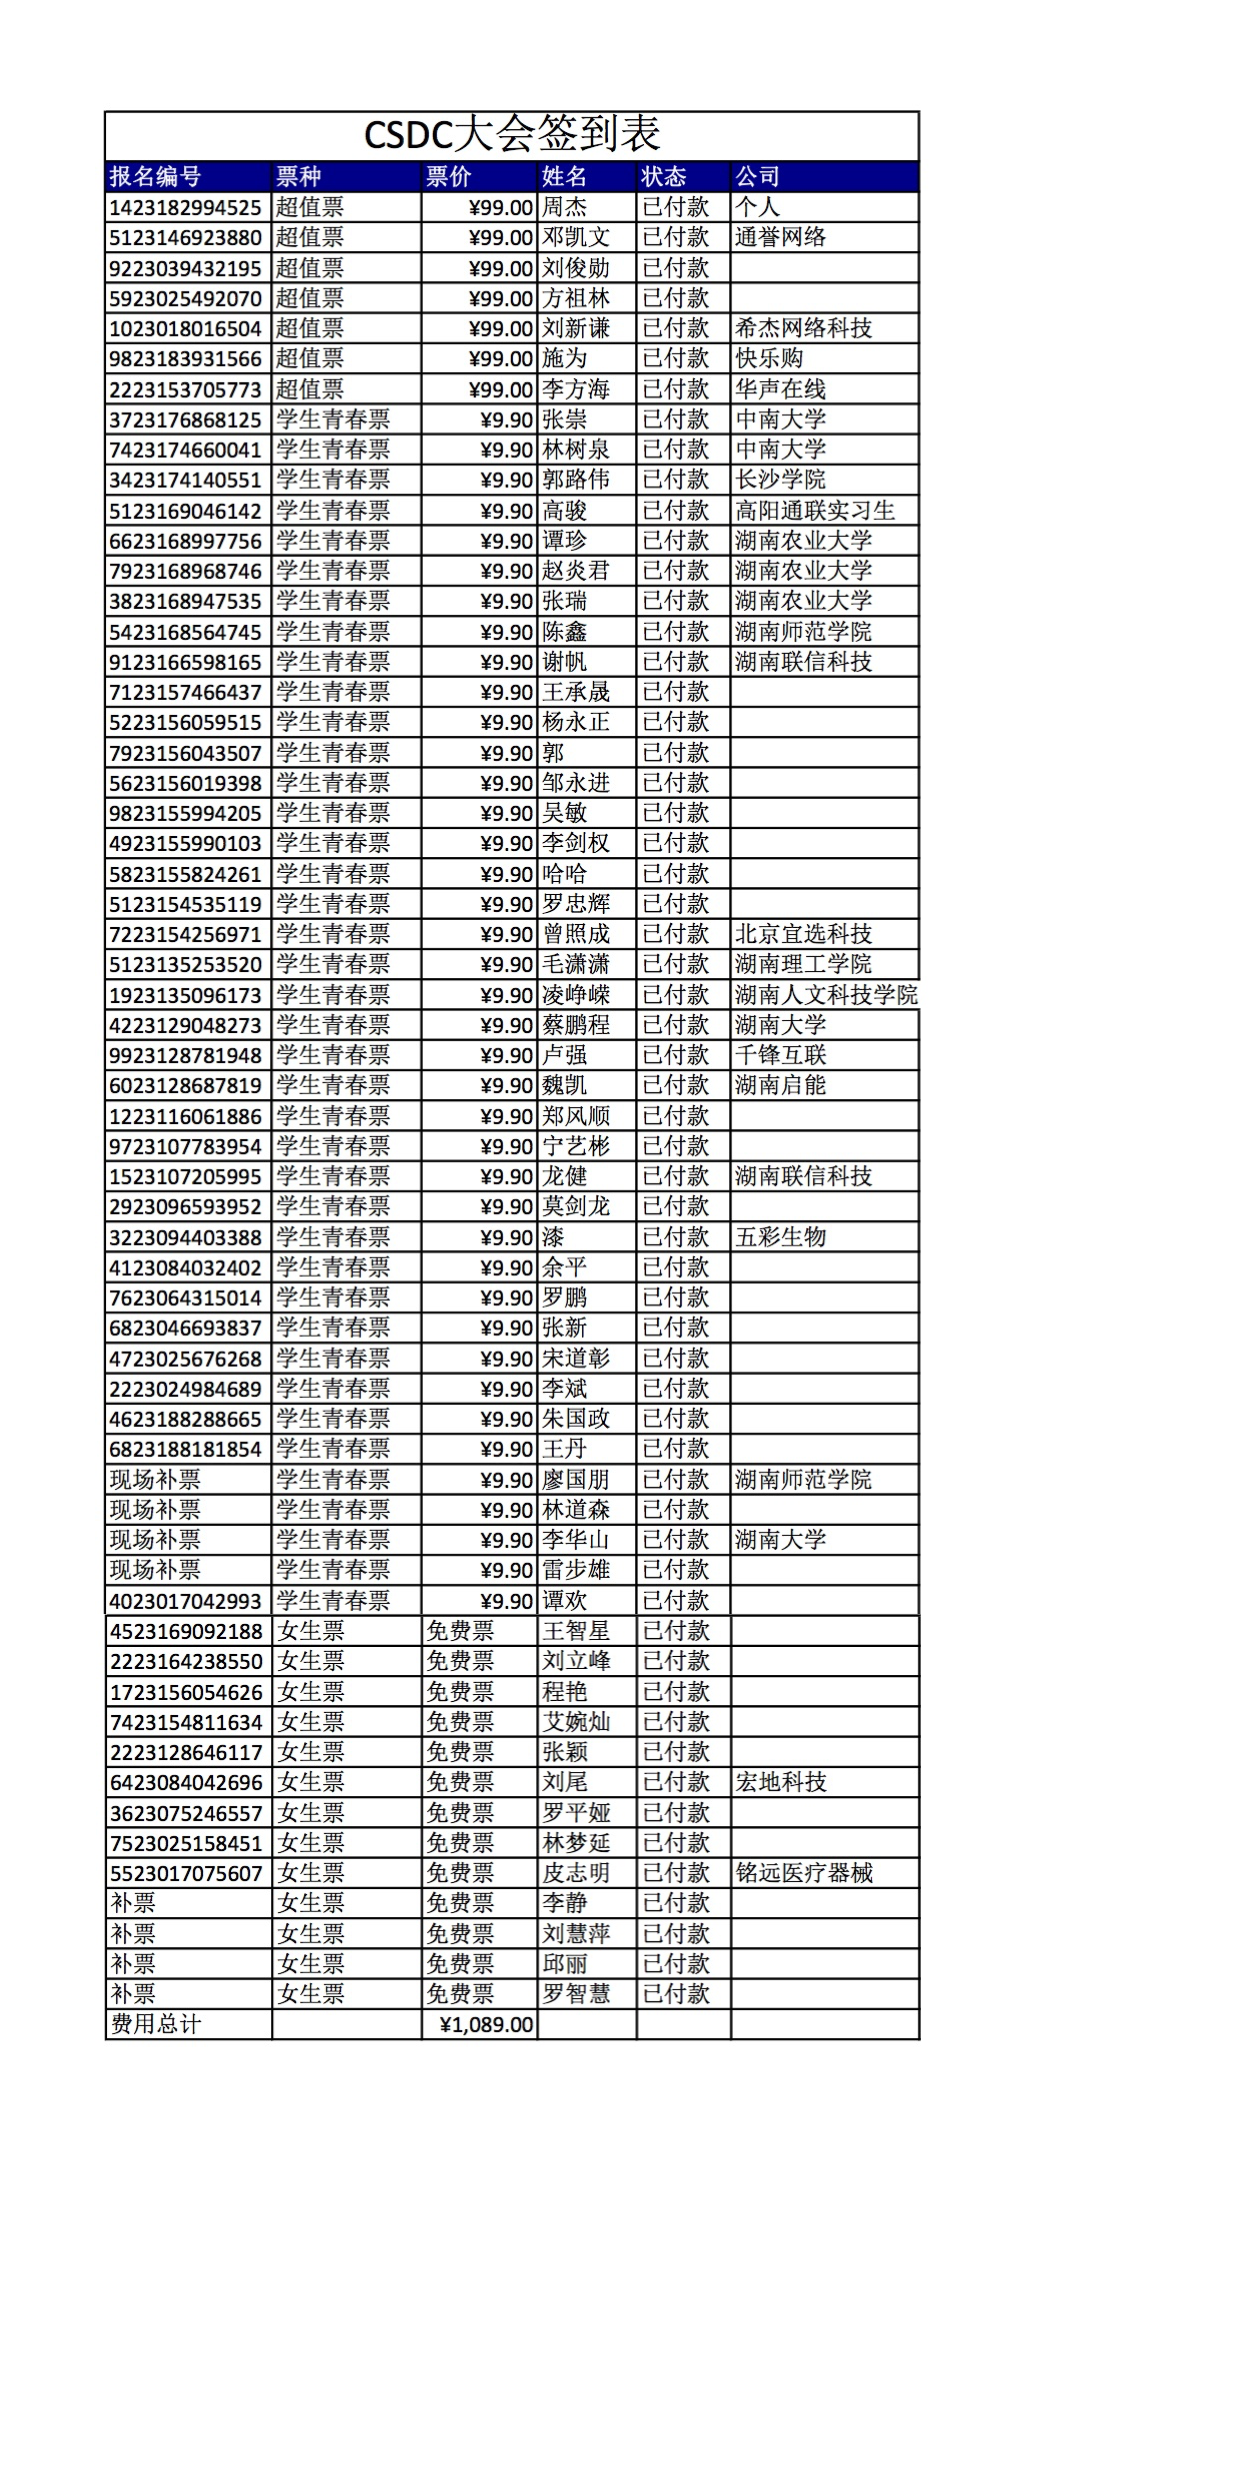 CSDC大会签到表
报名编号 票种 票价 姓名 状态 公司
1423182994525 超值票 ¥99.00 周杰 已付款 个人
5123146923880 超值票 ¥99.00 邓凯文 已付款 通誉网络
9223039432195 超值票 ¥99.00 刘俊勋 已付款
5923025492070 超值票 ¥99.00 方祖林 已付款
1023018016504 超值票 ¥99.00 刘新谦 已付款 希杰网络科技
9823183931566 超值票 ¥99.00 施为 已付款 快乐购
2223153705773 超值票 ¥99.00 李方海 已付款 华声在线
3723176868125 学生青春票 ¥9.90 张崇 已付款 中南大学
7423174660041 学生青春票 ¥9.90 林树泉 已付款 中南大学
3423174140551 学生青春票 ¥9.90 郭路伟 已付款 长沙学院
5123169046142 学生青春票 ¥9.90 高骏 已付款 高阳通联实习生
6623168997756 学生青春票 ¥9.90 谭珍 已付款 湖南农业大学
7923168968746 学生青春票 ¥9.90 赵炎君 已付款 湖南农业大学
3823168947535 学生青春票 ¥9.90 张瑞 已付款 湖南农业大学
5423168564745 学生青春票 ¥9.90 陈鑫 已付款 湖南师范学院
9123166598165 学生青春票 ¥9.90 谢帆 已付款 湖南联信科技
7123157466437 学生青春票 ¥9.90 王承晟 已付款
5223156059515 学生青春票 ¥9.90 杨永正 已付款
7923156043507 学生青春票 ¥9.90 郭 已付款
5623156019398 学生青春票 ¥9.90 邹永进 已付款
9823155994205 学生青春票 ¥9.90 吴敏 已付款
4923155990103 学生青春票 ¥9.90 李剑权 已付款
5823155824261 学生青春票 ¥9.90 哈哈 已付款
5123154535119 学生青春票 ¥9.90 罗忠辉 已付款
7223154256971 学生青春票 ¥9.90 曾照成 已付款 北京宜选科技
5123135253520 学生青春票 ¥9.90 毛潇潇 已付款 湖南理工学院
1923135096173 学生青春票 ¥9.90 凌峥嵘 已付款 湖南人文科技学院
4223129048273 学生青春票 ¥9.90 蔡鹏程 已付款 湖南大学
9923128781948 学生青春票 ¥9.90 卢强 已付款 千锋互联
6023128687819 学生青春票 ¥9.90 魏凯 已付款 湖南启能
1223116061886 学生青春票 ¥9.90 郑风顺 已付款
9723107783954 学生青春票 ¥9.90 宁艺彬 已付款
1523107205995 学生青春票 ¥9.90 龙健 已付款 湖南联信科技
2923096593952 学生青春票 ¥9.90 莫剑龙 已付款
3223094403388 学生青春票 ¥9.90 漆 已付款 五彩生物
4123084032402 学生青春票 ¥9.90 余平 已付款
7623064315014 学生青春票 ¥9.90 罗鹏 已付款
6823046693837 学生青春票 ¥9.90 张新 已付款
4723025676268 学生青春票 ¥9.90 宋道彰 已付款
2223024984689 学生青春票 ¥9.90 李斌 已付款
4623188288665 学生青春票 ¥9.90 朱国政 已付款
6823188181854 学生青春票 ¥9.90 王丹 已付款
现场补票 学生青春票 ¥9.90 廖国朋 已付款 湖南师范学院
现场补票 学生青春票 ¥9.90 林道森 已付款
现场补票 学生青春票 ¥9.90 李华山 已付款 湖南大学
现场补票 学生青春票 ¥9.90 雷步雄 已付款
4023017042993 学生青春票 ¥9.90 谭欢 已付款
4523169092188 女生票 免费票 王智星 已付款
2223164238550 女生票 免费票 刘立峰 已付款
1723156054626 女生票 免费票 程艳 已付款
7423154811634 女生票 免费票 艾婉灿 已付款
2223128646117 女生票 免费票 张颖 已付款
6423084042696 女生票 免费票 刘尾 已付款 宏地科技
3623075246557 女生票 免费票 罗平娅 已付款
7523025158451 女生票 免费票 林梦延 已付款
5523017075607 女生票 免费票 皮志明 已付款 铭远医疗器械
补票 女生票 免费票 李静 已付款
补票 女生票 免费票 刘慧萍 已付款
补票 女生票 免费票 邱丽 已付款
补票 女生票 免费票 罗智慧 已付款
费用总计 ¥1,089.00